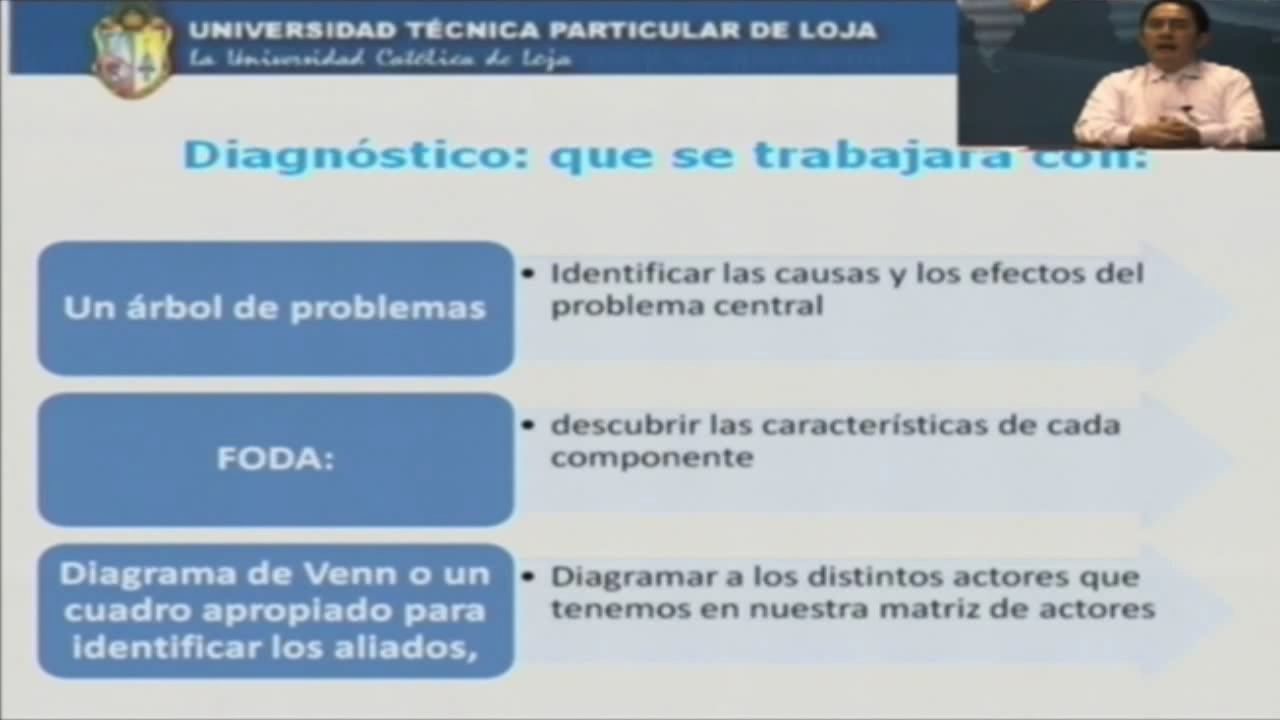 UNIVERSIDAD TÉCNICA PARTICULAR DE LOJA
La Universidad Católica de Loja
Diagnóstico: que se trabajara con:
Un árbol de problemas
• Identificar las causas y los efectos del
problema central
FODA:
• descubrir las características de cada
componente
Diagrama de Venn o un
cuadro apropiado para
identificar los aliados,
• Diagramar a los distintos actores que
tenemos en nuestra matriz de actores